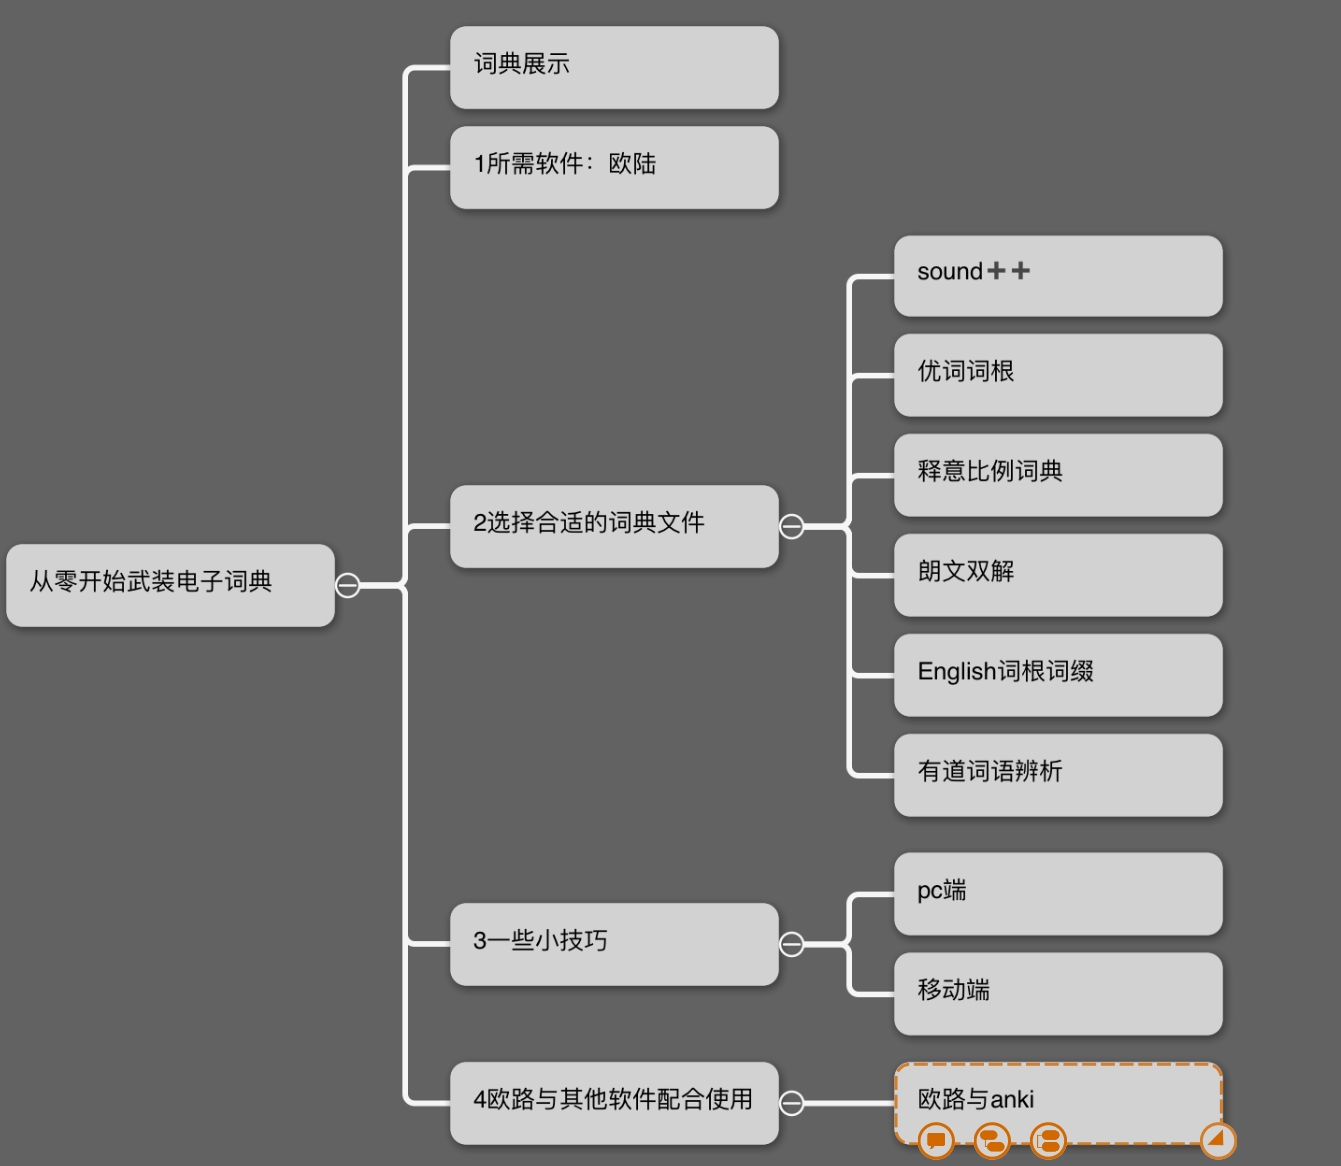 从零开始武装电子词典
词典展示
1所需软件：欧陆
2选择合适的词典文件
sound++
优词词根
释意比例词典
朗文双解
English词根词缀
有道词语辨析
3一些小技巧
pc端
移动端
4欧路与其他软件配合使用
欧路与anki